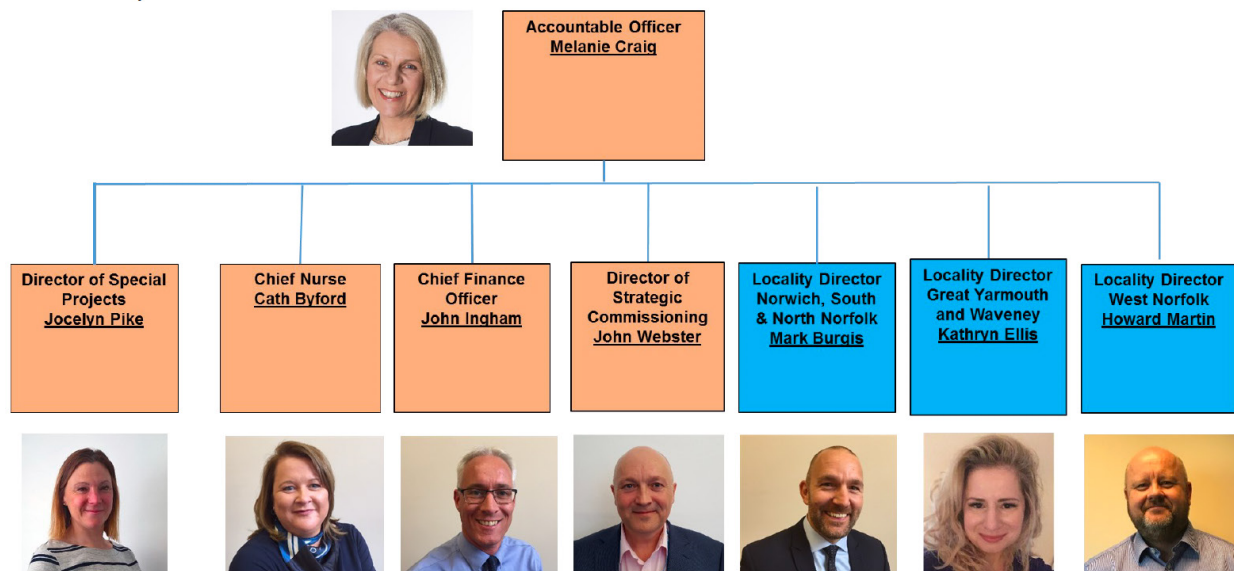 Accountable Officer
Melanie Craig
Director of Special
Projects
Jocelyn Pike
Chief Nurse
Cath Byford
Chief Finance
Officer
John Ingham
Director of
Strategic
Commissioning
John Webster
Locality Director
Norwich, South
& North Norfolk
Mark Burgis
Locality Director
Great Yarmouth
and Waveney
Kathryn Ellis
Locality Director
West Norfolk
Howard Martin